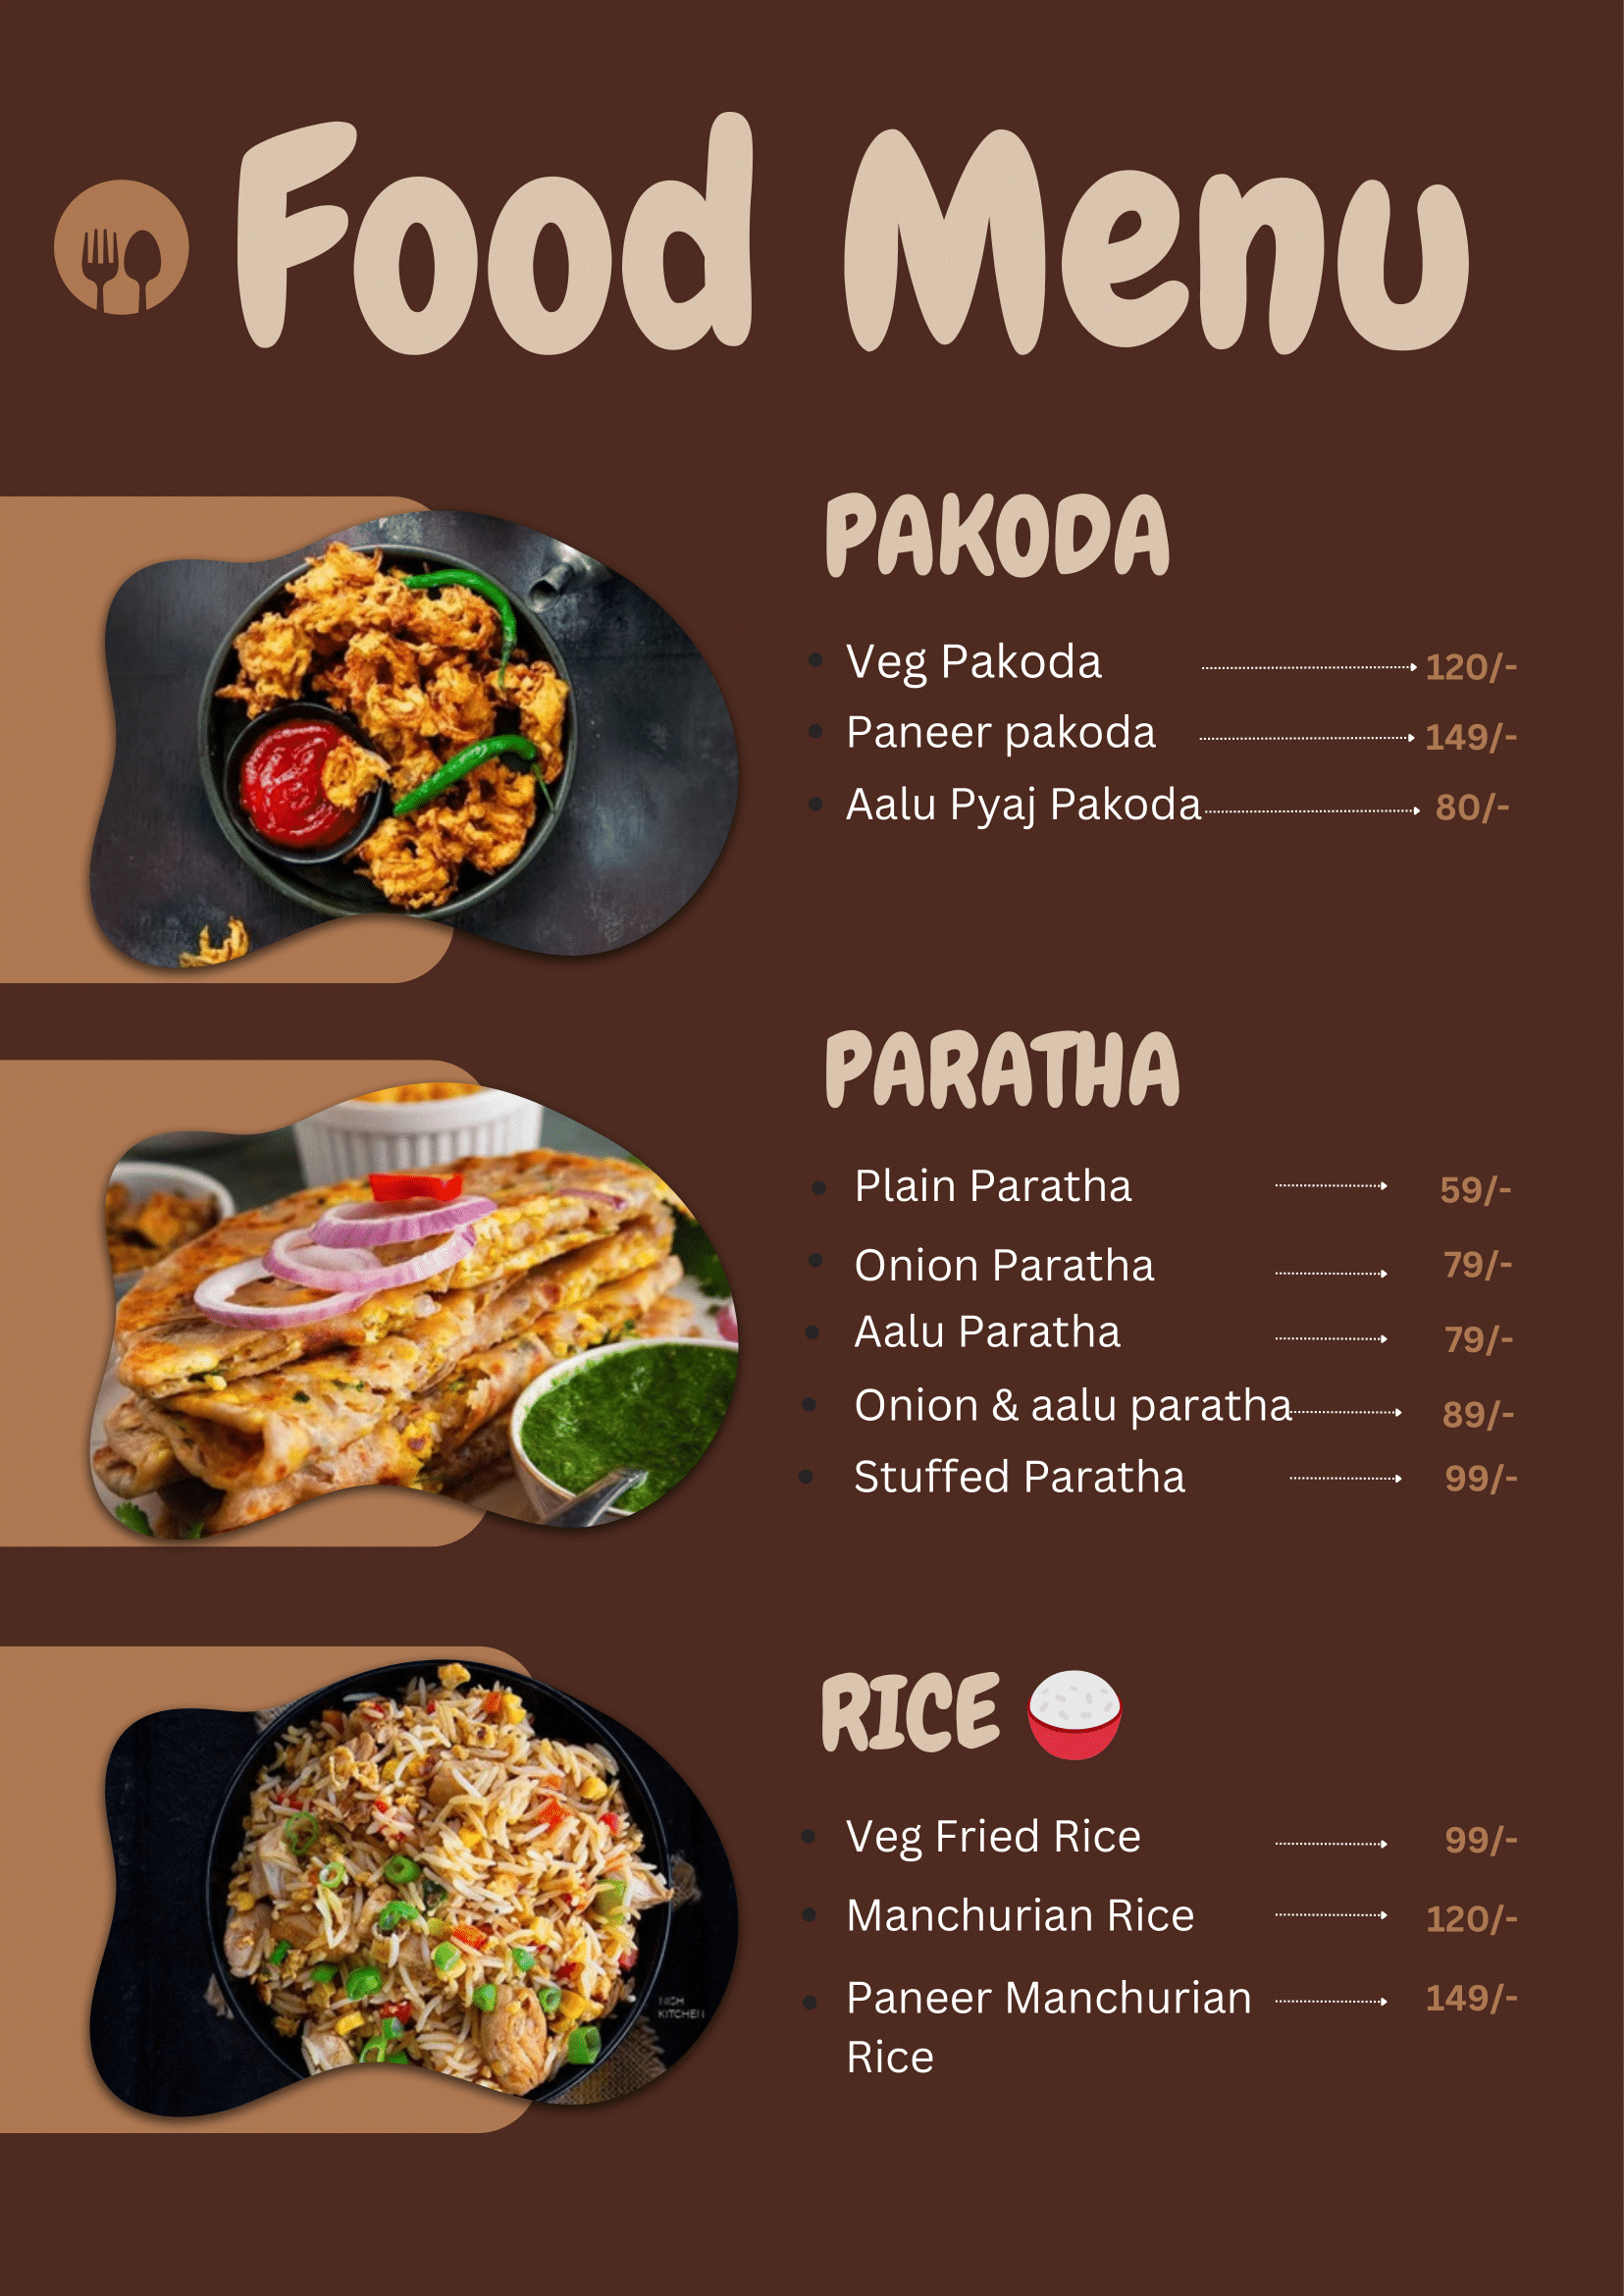 Food Menu
PAKODA
Veg Pakoda 120/-
Paneer pakoda 149/-
Aalu Pyaj Pakoda 80/-
PARATHA
Plain Paratha 59/-
Onion Paratha 79/-
Aalu Paratha 79/-
Onion & aalu paratha 89/-
Stuffed Paratha 99/-
RICE
Veg Fried Rice 99/-
Manchurian Rice 120/-
Paneer Manchurian 149/-
Rice
KITCHEN